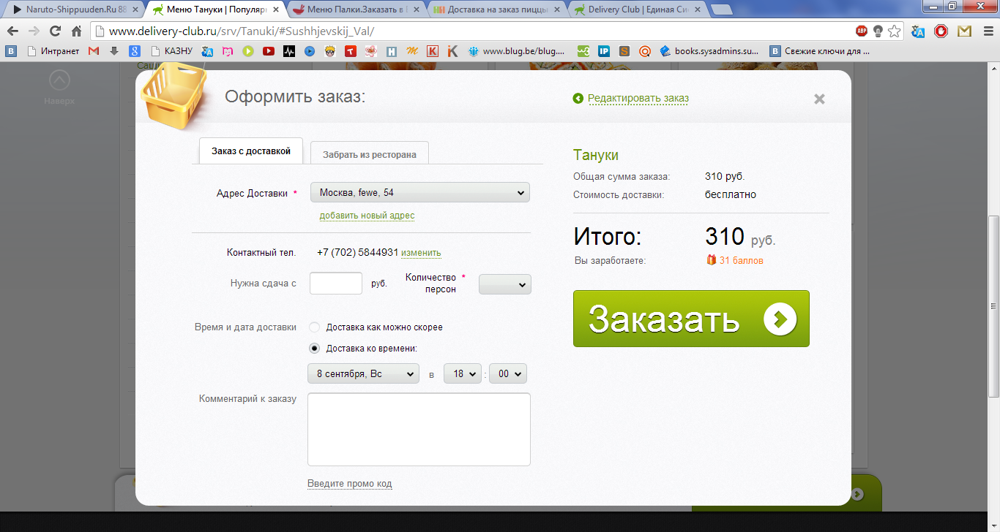 Naruto-Shippuuden.Ru 88
Меню Тануки | Популяр
Меню Палки.Заказать в
Доставка на заказ пиццы
Delivery Club | Единая Си
www.delivery-club.ru/srv/Tanuki/#Sushhjevskij_Val/
Интранет
КАЗНУ
www.blug.be/blug....
books.sysadmins.su...
Свежие ключи для ...
Наверх
Оформить заказ:
Редактировать заказ
Заказ с доставкой
Забрать из ресторана
Адрес Доставки *
Москва, fewe, 54
добавить новый адрес
Контактный тел.
+7 (702) 5844931 изменить
Нужна сдача с
руб.
Количество *
персон
Время и дата доставки
Доставка как можно скорее
Доставка ко времени:
8 сентября, Вс
в
18
:
00
Комментарий к заказу
Введите промо код
Тануки
Общая сумма заказа:
310 руб.
Стоимость доставки:
бесплатно
Итого:
310 руб.
Вы заработаете:
31 баллов
Заказать